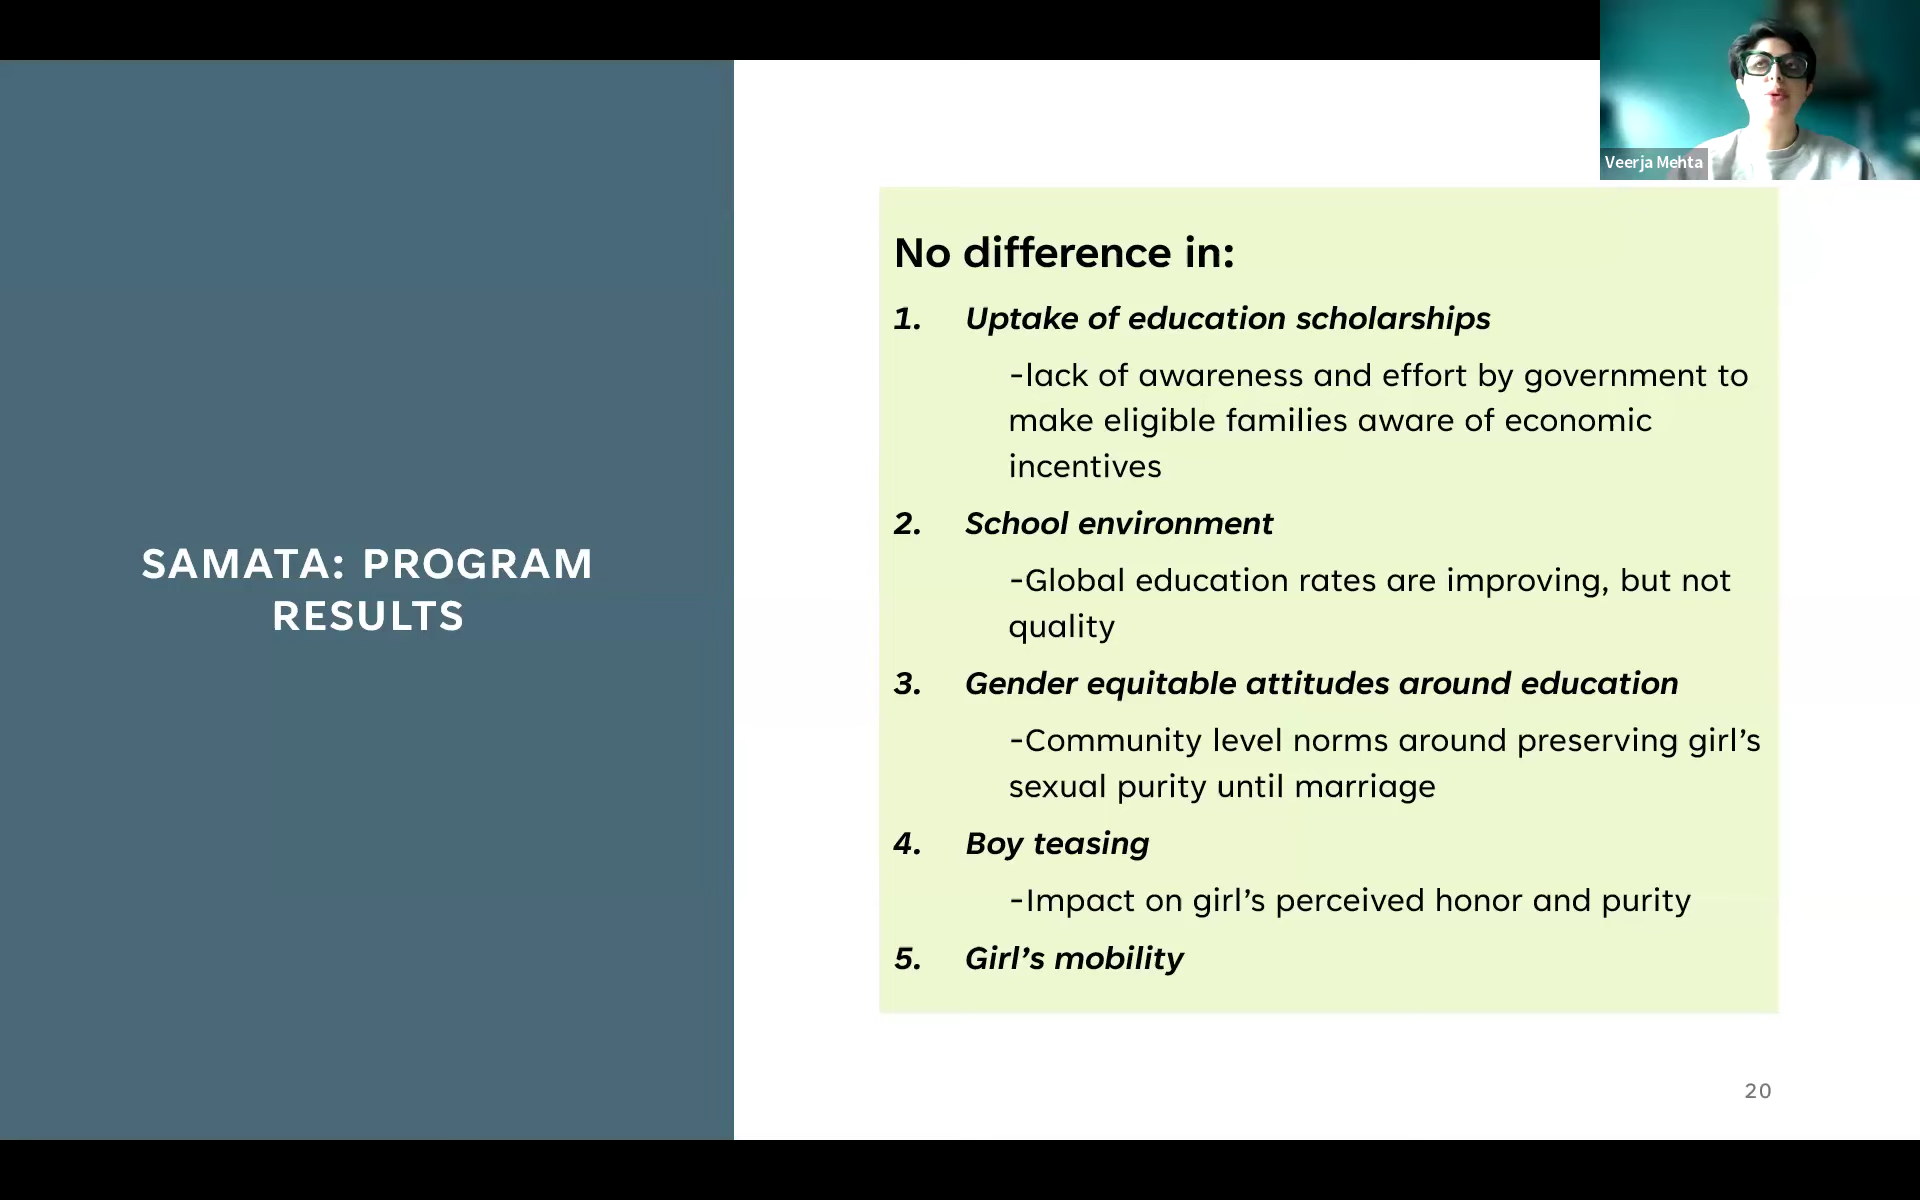 Veerja Mehta
SAMATA: PROGRAM
RESULTS
No difference in:
1. Uptake of education scholarships
-lack of awareness and effort by government to
make eligible families aware of economic
incentives
2. School environment
-Global education rates are improving, but not
quality
3. Gender equitable attitudes around education
-Community level norms around preserving girl’s
sexual purity until marriage
4. Boy teasing
-Impact on girl’s perceived honor and purity
5. Girl’s mobility
20